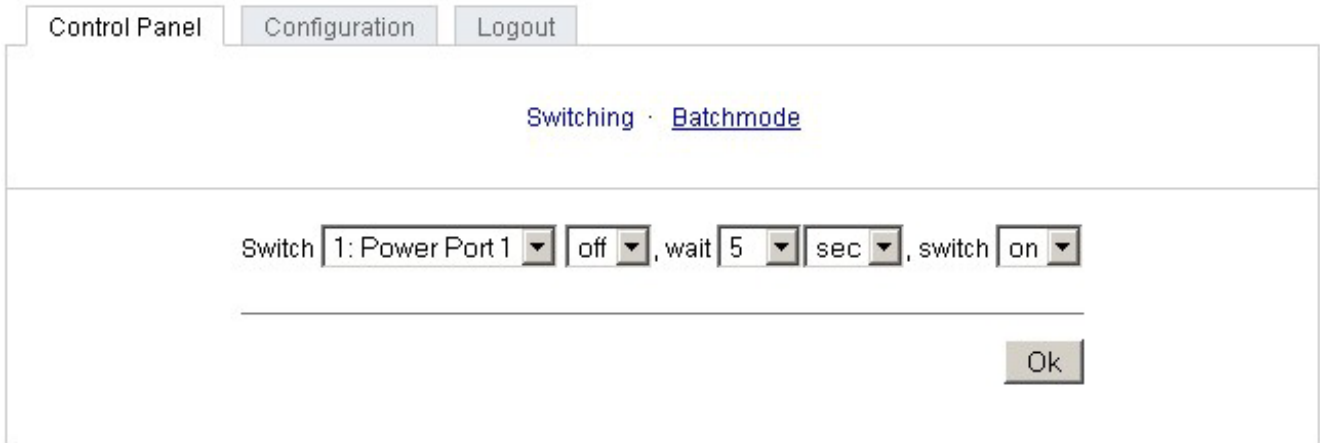 Control Panel Configuration Logout
Switching · Batchmode
Switch 1: Power Port 1 off , wait 5 sec , switch on
Ok